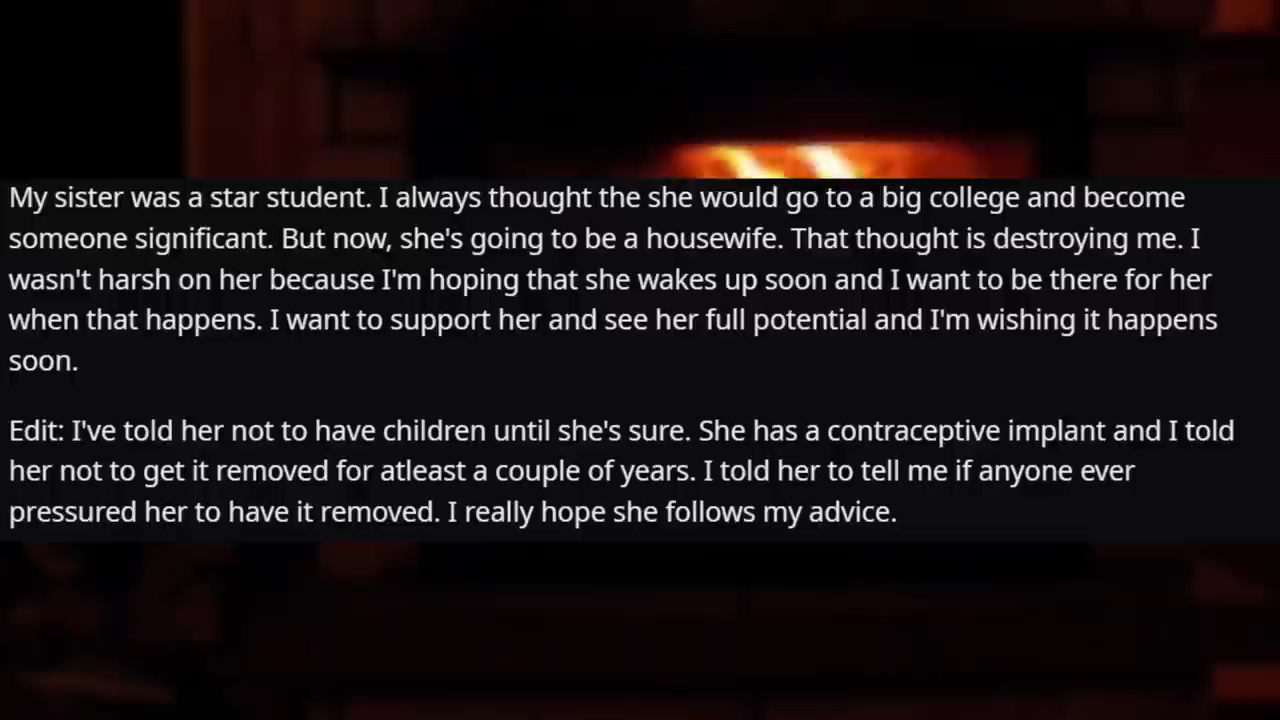 My sister was a star student. I always thought the she would go to a big college and become
someone significant. But now, she's going to be a housewife. That thought is destroying me. I
wasn't harsh on her because I'm hoping that she wakes up soon and I want to be there for her
when that happens. I want to support her and see her full potential and I'm wishing it happens
soon.
Edit: I've told her not to have children until she's sure. She has a contraceptive implant and I told
her not to get it removed for atleast a couple of years. I told her to tell me if anyone ever
pressured her to have it removed. I really hope she follows my advice.